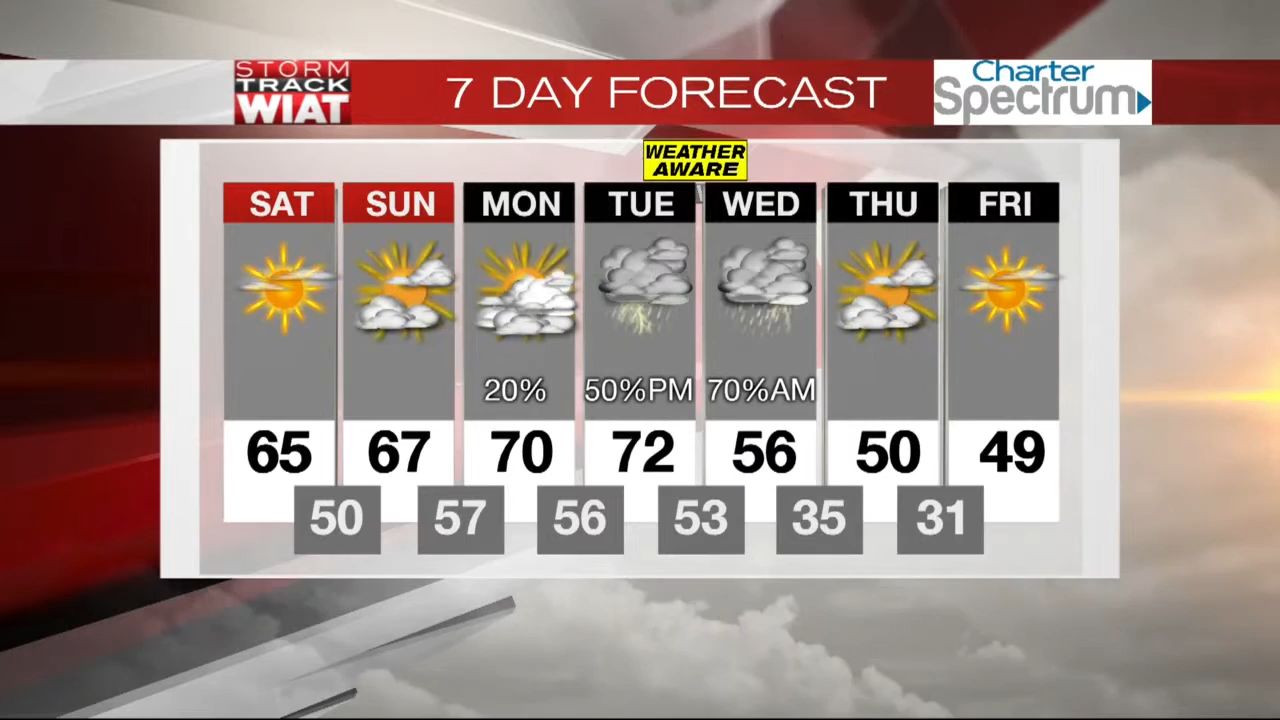 STORM
TRACK
WIAT
7 DAY FORECAST
Charter
Spectrum
WEATHER
AWARE
SAT SUN MON TUE WED THU FRI
20% 50%PM 70%AM
65 67 70 72 56 50 49
50 57 56 53 35 31